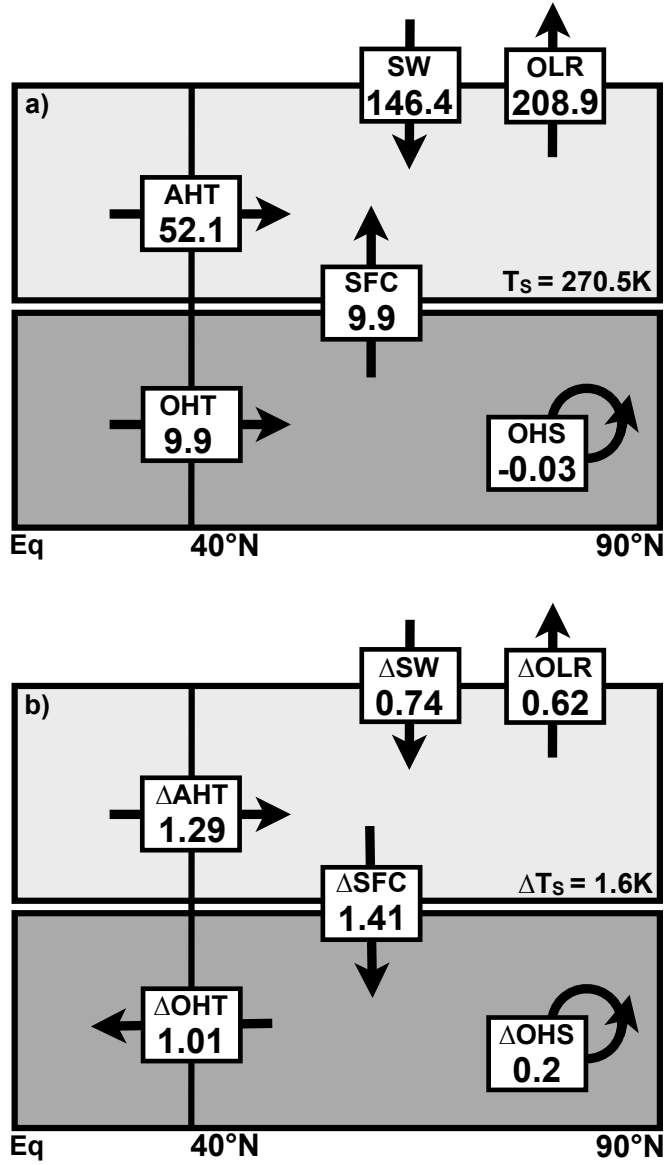 SW
146.4
OLR
208.9
a)
AHT
52.1
SFC
9.9
Ts = 270.5K
OHT
9.9
OHS
-0.03
Eq
40°N
90°N
ΔSW
0.74
ΔOLR
0.62
b)
ΔAHT
1.29
ΔSFC
1.41
ΔTs = 1.6K
ΔOHT
1.01
ΔOHS
0.2
Eq
40°N
90°N